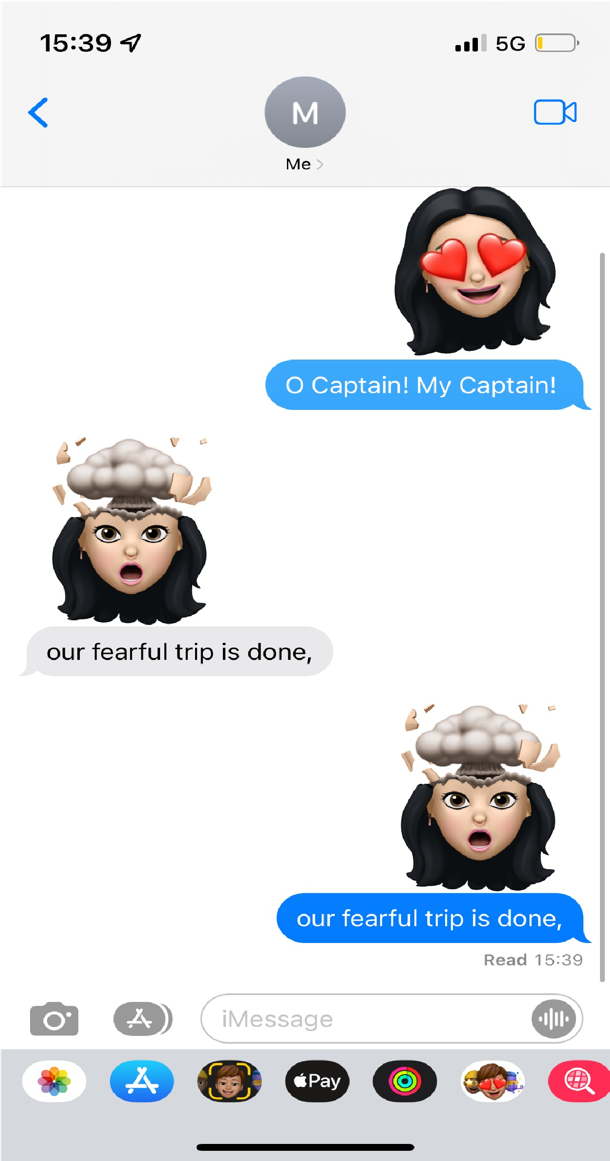 15:39
5G
M
Me
O Captain! My Captain!
our fearful trip is done,
our fearful trip is done,
Read 15:39
iMessage
Pay